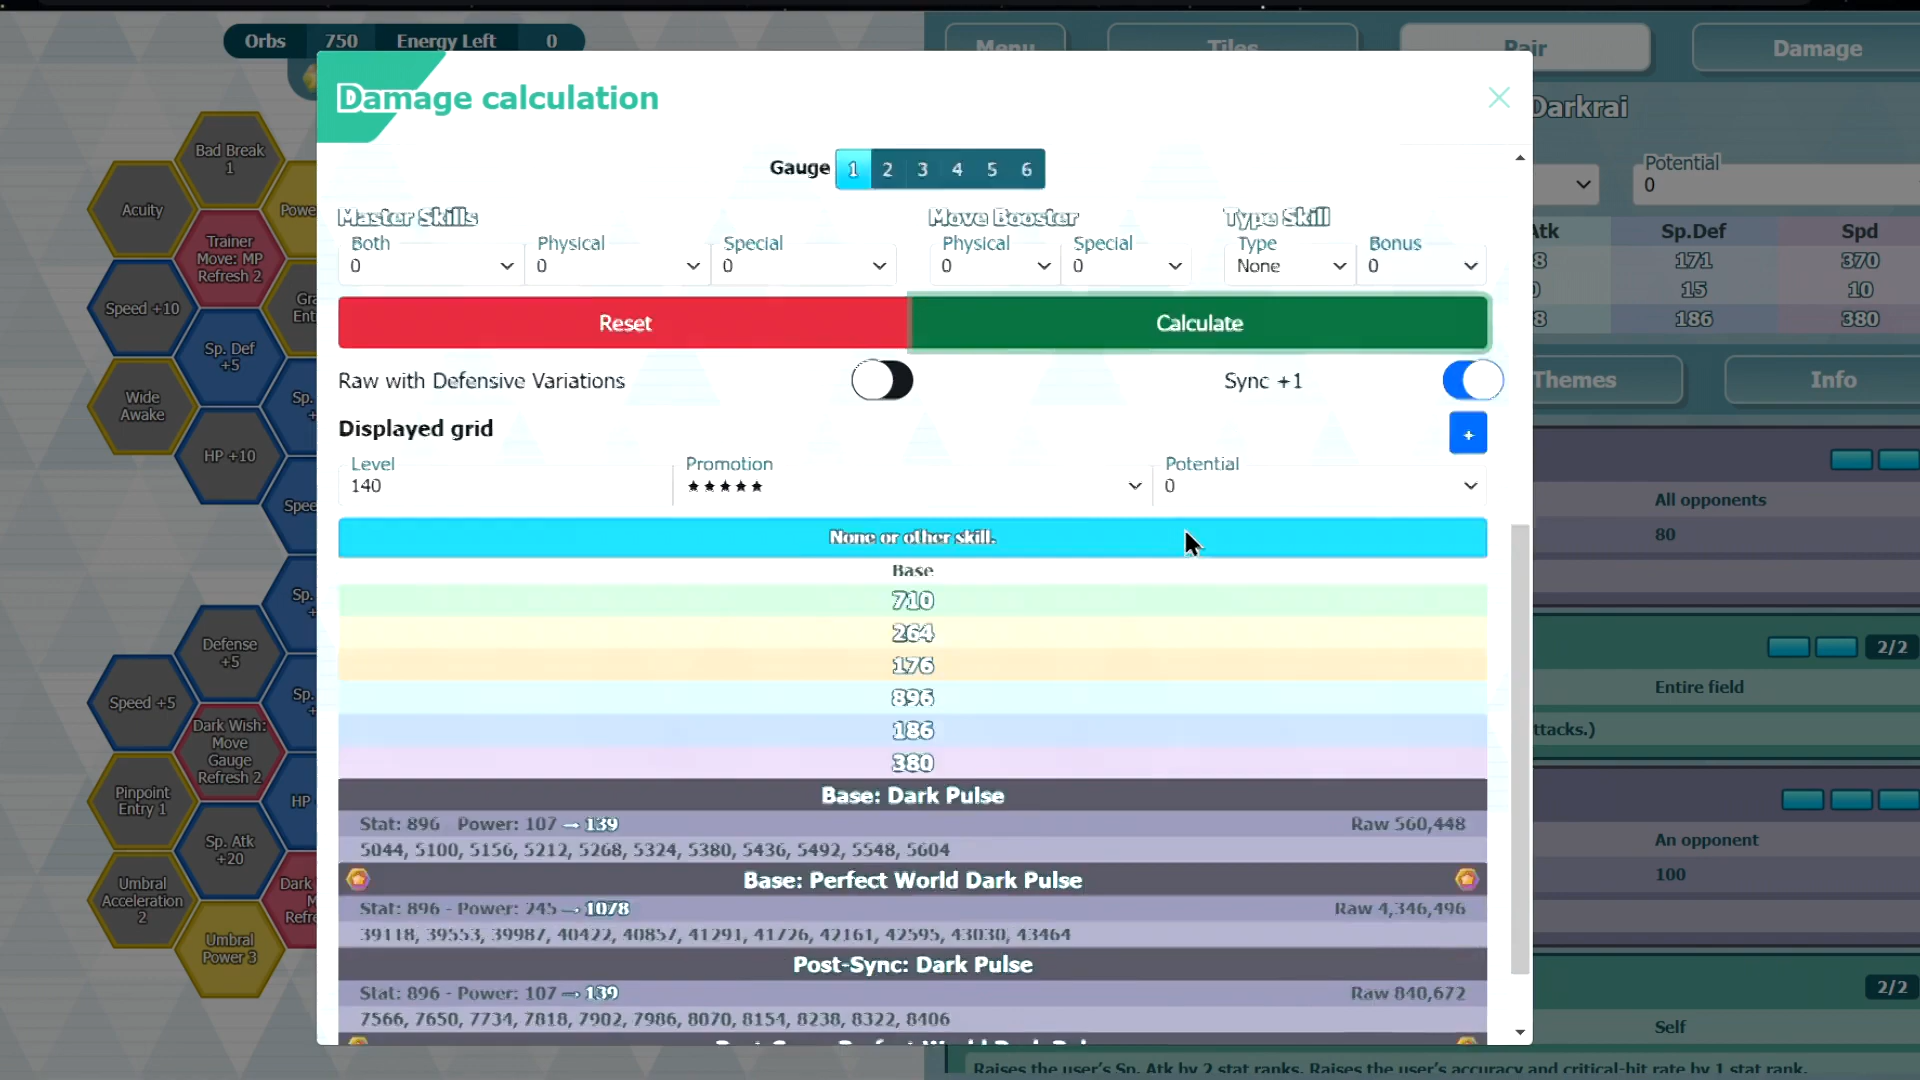 Orbs 750 Energy Left 0
Menu Tiles Pair Damage
Damage calculation
Darkrai
Bad Break 1
Acuity
Trainer Move: MP Refresh 2
Speed +10
Sp. Def +5
Wide Awake
HP +10
Defense +5
Speed +5
Dark Wish: Move Gauge Refresh 2
Pinpoint Entry 1
HP
Sp. Atk +20
Umbral Acceleration 2
Umbral Power 3
Gauge 1 2 3 4 5 6
Master Skills Move Booster Type Skill
Both Physical Special Physical Special Type Bonus
0 0 0 0 0 None 0
Reset Calculate
Raw with Defensive Variations Sync +1
Displayed grid +
Level Promotion Potential
140 ★★★★★ 0
None or other skill.
Base
710
264
176
896
186
380
Base: Dark Pulse
Stat: 896 Power: 107 → 139 Raw 560,448
5044, 5100, 5156, 5212, 5268, 5324, 5380, 5436, 5492, 5548, 5604
Base: Perfect World Dark Pulse
Stat: 896 - Power: 245 → 1078 Raw 4,346,496
39118, 39553, 39987, 40422, 40857, 41291, 41726, 42161, 42595, 43030, 43464
Post-Sync: Dark Pulse
Stat: 896 - Power: 107 → 139 Raw 840,672
7566, 7650, 7734, 7818, 7902, 7986, 8070, 8154, 8238, 8322, 8406
Potential
0
Sp.Def Spd
171 370
15 10
186 380
Themes Info
All opponents
80
2/2
Entire field
ttacks.)
An opponent
100
2/2
Self
Raises the user's Sp. Atk by 2 stat ranks. Raises the user's accuracy and critical-hit rate by 1 stat rank.